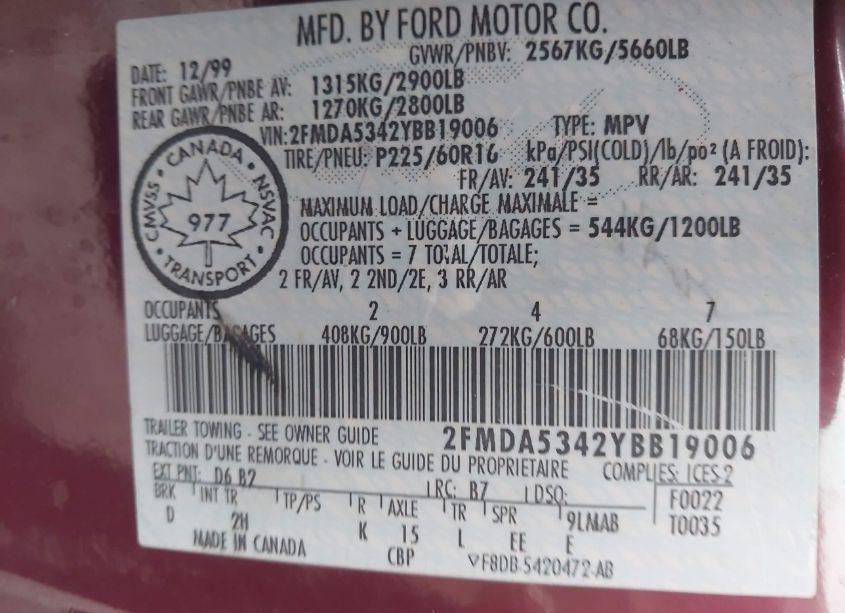 MFD. BY FORD MOTOR CO.
GVWR/PNBV: 2567KG/5660LB
DATE: 12/99
FRONT GAWR/PNBE AV: 1315KG/2900LB
REAR GAWR/PNBE AR: 1270KG/2800LB
VIN:2FMDA5342YBB19006 TYPE: MPV
TIRE/PNEU: P225/60R16 kPa/PSI(COLD)/lb/po² (A FROID):
FR/AV: 241/35 RR/AR: 241/35
CANADA
CMVSS NSVAC
977
TRANSPORT
MAXIMUM LOAD/CHARGE MAXIMALE =
OCCUPANTS + LUGGAGE/BAGAGES = 544KG/1200LB
OCCUPANTS = 7 TOTAL/TOTALE;
2 FR/AV, 2 2ND/2E, 3 RR/AR
OCCUPANTS 2 4 7
LUGGAGE/BAGAGES 408KG/900LB 272KG/600LB 68KG/150LB
TRAILER TOWING - SEE OWNER GUIDE 2FMDA5342YBB19006
TRACTION D'UNE REMORQUE - VOIR LE GUIDE DU PROPRIETAIRE COMPLIES: ICES-2
EXT PNT: D6 B2 RC: B7 DSO: F0022
BRK INT TR TP/PS R AXLE TR SPR 9LMAB T0035
D 2H K 15 L EE E
MADE IN CANADA CBP ▽F8DB-5420472-AB